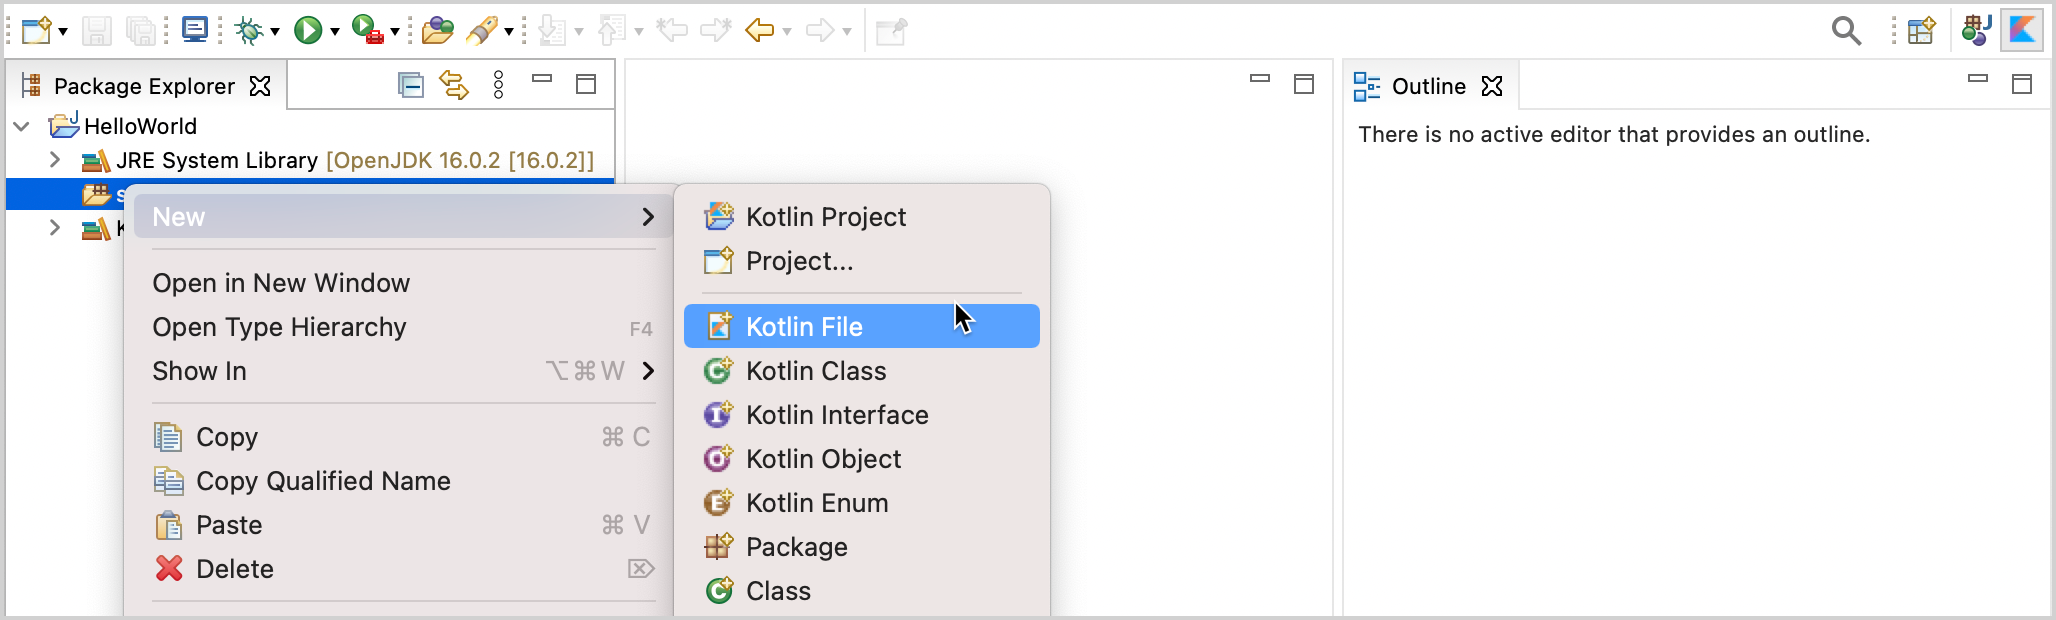 Package Explorer
HelloWorld
JRE System Library [OpenJDK 16.0.2 [16.0.2]]
New
Open in New Window
Open Type Hierarchy F4
Show In ⌥⌘W
Copy ⌘ C
Copy Qualified Name
Paste ⌘ V
Delete ⌦
Kotlin Project
Project...
Kotlin File
Kotlin Class
Kotlin Interface
Kotlin Object
Kotlin Enum
Package
Class
Outline
There is no active editor that provides an outline.